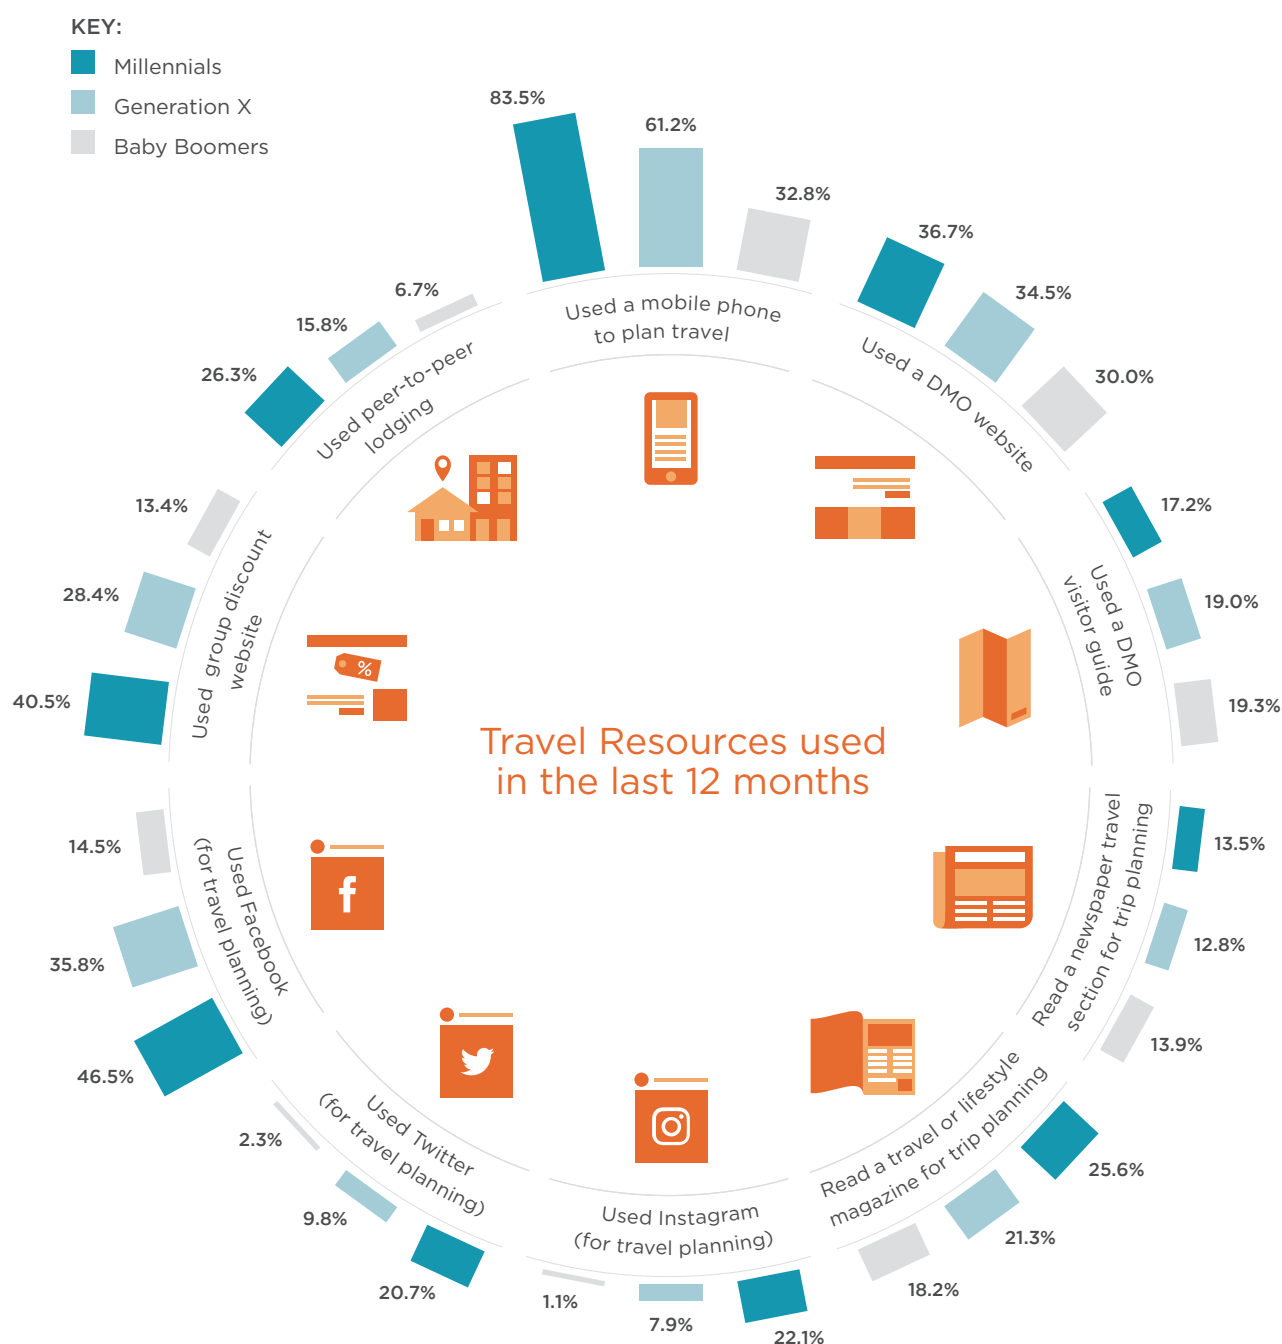 KEY:
Millennials
Generation X
Baby Boomers
83.5%
61.2%
32.8%
Used a mobile phone
to plan travel
36.7%
34.5%
30.0%
Used a DMO website
17.2%
19.0%
19.3%
Used a DMO
visitor guide
13.5%
12.8%
13.9%
Read a newspaper travel
section for trip planning
25.6%
21.3%
18.2%
Read a travel or lifestyle
magazine for trip planning
22.1%
7.9%
1.1%
Used Instagram
(for travel planning)
20.7%
9.8%
2.3%
Used Twitter
(for travel planning)
46.5%
35.8%
14.5%
Used Facebook
(for travel planning)
f
40.5%
28.4%
13.4%
Used group discount
website
%
26.3%
15.8%
6.7%
Used peer-to-peer
lodging
Travel Resources used
in the last 12 months